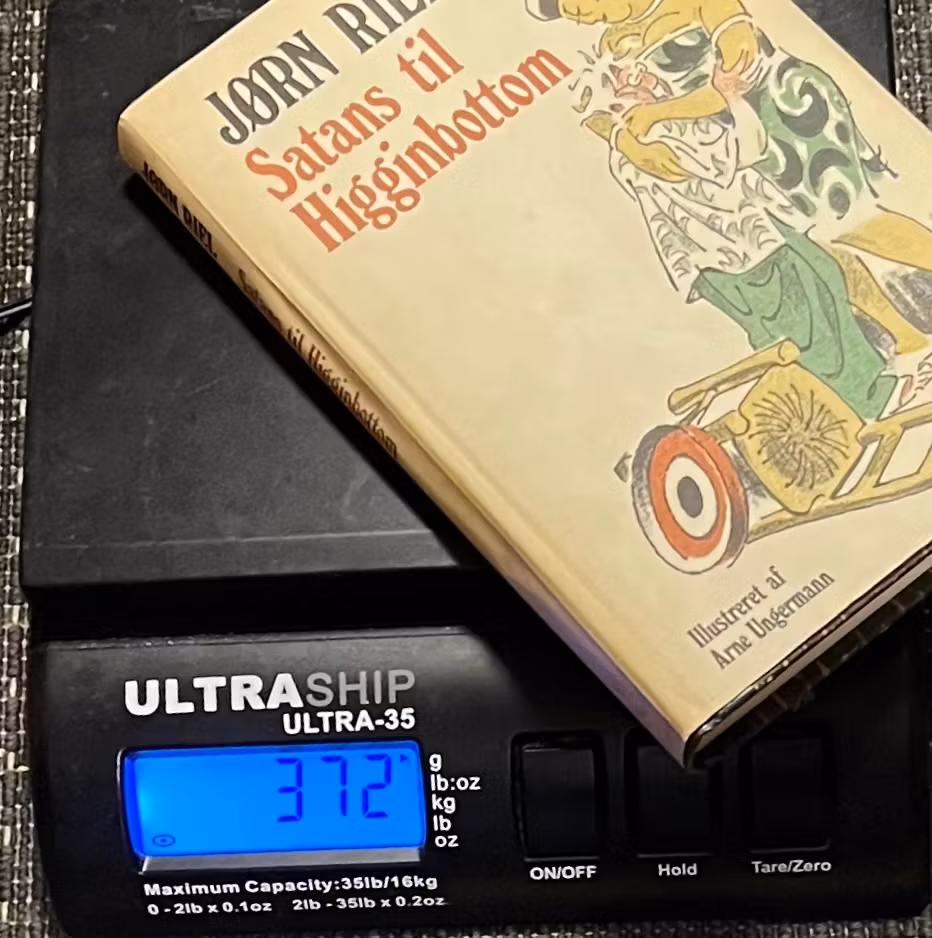 JØRN RIEL
Satans til
Higginbottom
JØRN RIEL Satans til Higginbottom
Illustreret af
Arne Ungermann
ULTRASHIP
ULTRA-35
372
g
lb:oz
kg
lb
oz
ON/OFF
Hold
Tare/Zero
Maximum Capacity:35lb/16kg
0 - 2lb x 0.1oz 2lb - 35lb x 0.2oz